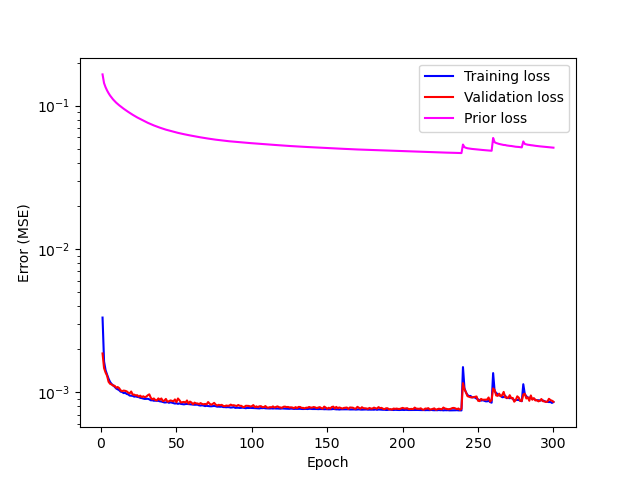 Training loss
Validation loss
Prior loss
Error (MSE)
10⁻¹
10⁻²
10⁻³
0 50 100 150 200 250 300
Epoch